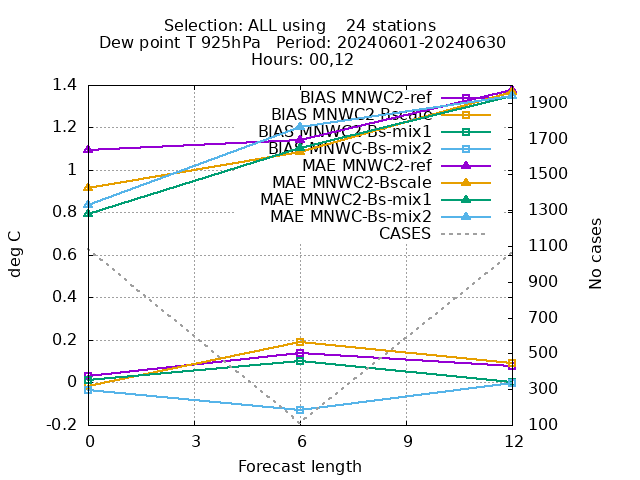 Selection: ALL using    24 stations
Dew point T 925hPa   Period: 20240601-20240630
Hours: 00,12
deg C
No cases
1.4
1.2
1
0.8
0.6
0.4
0.2
0
-0.2
BIAS MNWC2-ref
BIAS MNWC2-Bscale
BIAS MNWC2-Bs-mix1
BIAS MNWC-Bs-mix2
MAE MNWC2-ref
MAE MNWC2-Bscale
MAE MNWC2-Bs-mix1
MAE MNWC-Bs-mix2
CASES
1900
1700
1500
1300
1100
900
700
500
300
100
0 3 6 9 12
Forecast length